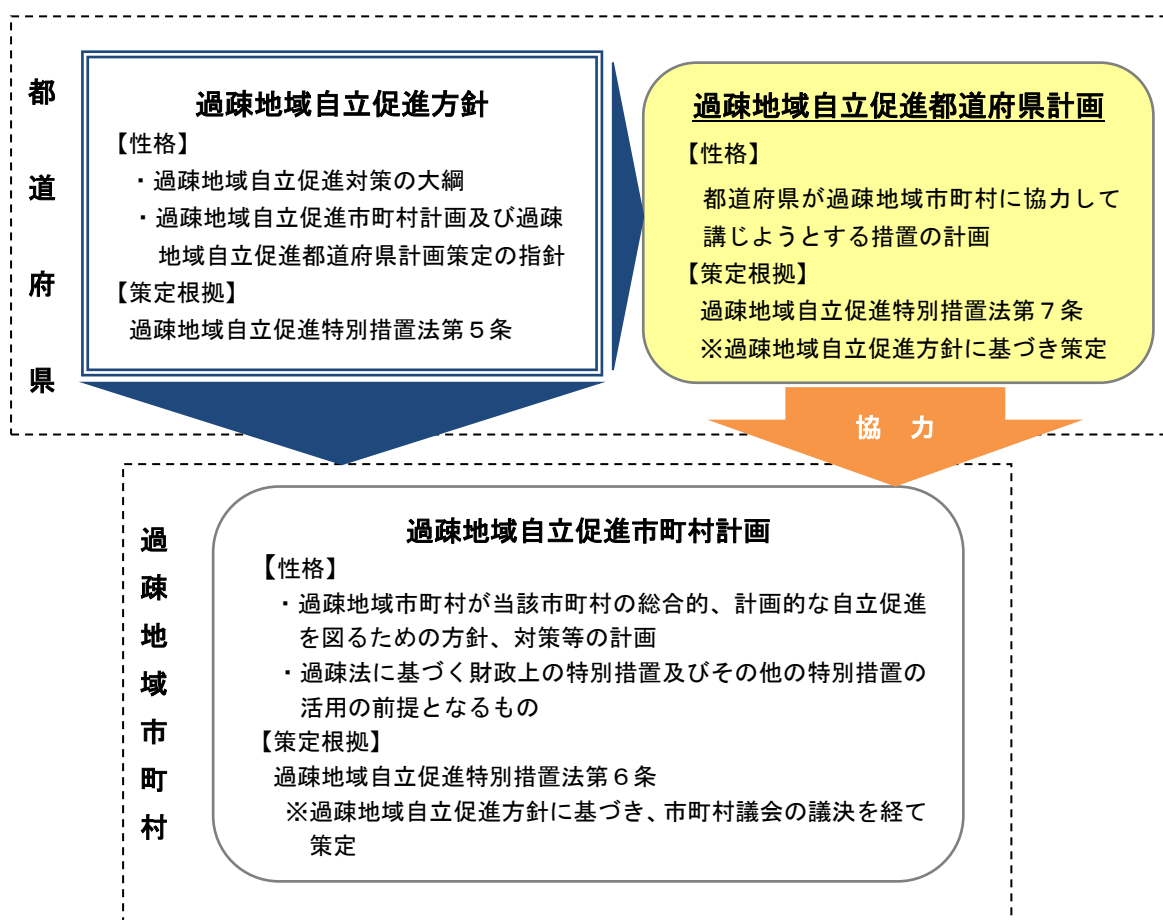 都道府県
過疎地域自立促進方針
【性格】
・過疎地域自立促進対策の大綱
・過疎地域自立促進市町村計画及び過疎
地域自立促進都道府県計画策定の指針
【策定根拠】
過疎地域自立促進特別措置法第５条
過疎地域自立促進都道府県計画
【性格】
都道府県が過疎地域市町村に協力して
講じようとする措置の計画
【策定根拠】
過疎地域自立促進特別措置法第７条
※過疎地域自立促進方針に基づき策定
協　力
過疎地域市町村
過疎地域自立促進市町村計画
【性格】
・過疎地域市町村が当該市町村の総合的、計画的な自立促進
を図るための方針、対策等の計画
・過疎法に基づく財政上の特別措置及びその他の特別措置の
活用の前提となるもの
【策定根拠】
過疎地域自立促進特別措置法第６条
※過疎地域自立促進方針に基づき、市町村議会の議決を経て
策定